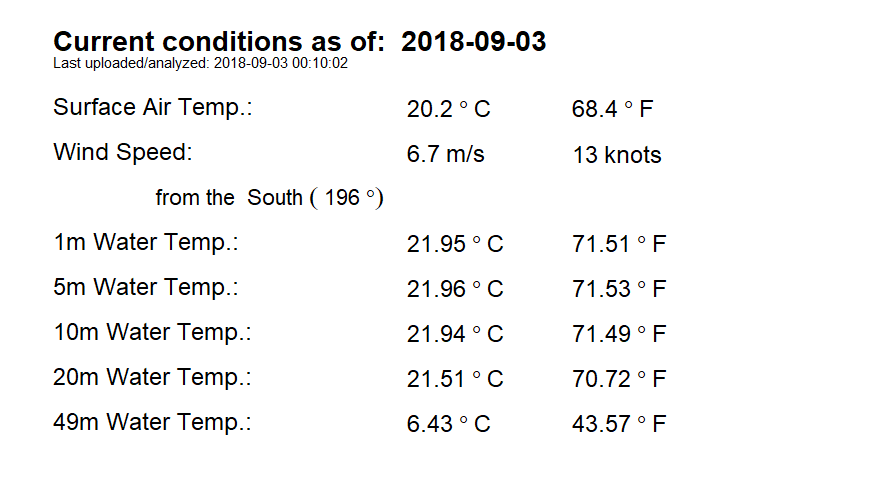 Current conditions as of:  2018-09-03
Last uploaded/analyzed: 2018-09-03 00:10:02
Surface Air Temp.: 20.2 ° C 68.4 ° F
Wind Speed: 6.7 m/s 13 knots
from the  South ( 196 °)
1m Water Temp.: 21.95 ° C 71.51 ° F
5m Water Temp.: 21.96 ° C 71.53 ° F
10m Water Temp.: 21.94 ° C 71.49 ° F
20m Water Temp.: 21.51 ° C 70.72 ° F
49m Water Temp.: 6.43 ° C 43.57 ° F